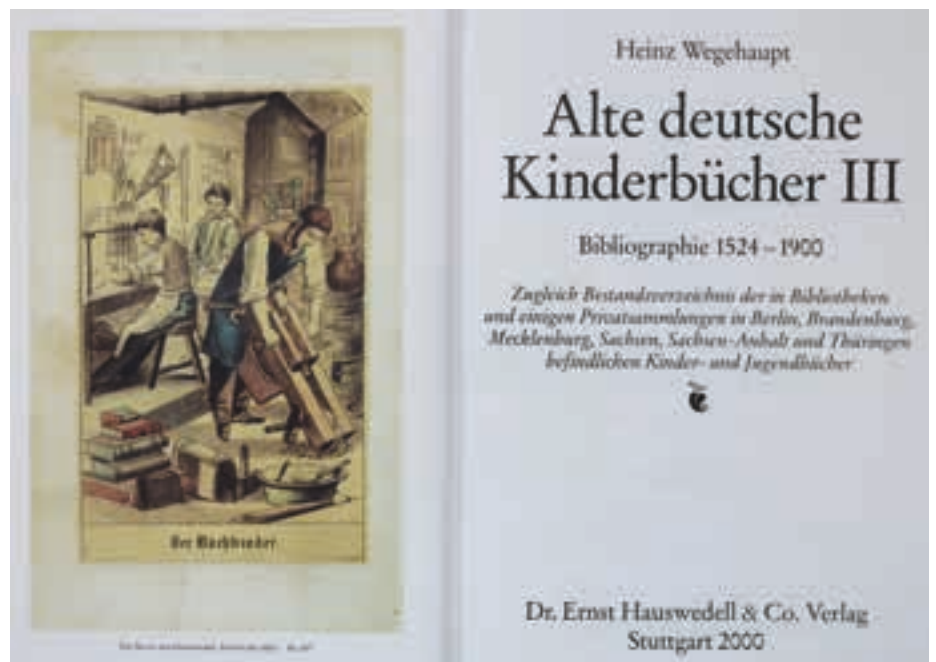 Der Buchbinder
Heinz Wegehaupt
Alte deutsche
Kinderbücher III
Bibliographie 1524 – 1900
Zugleich Bestandsverzeichnis der in Bibliotheken
und einigen Privatsammlungen in Berlin, Brandenburg,
Mecklenburg, Sachsen, Sachsen-Anhalt und Thüringen
befindlichen Kinder- und Jugendbücher
Dr. Ernst Hauswedell & Co. Verlag
Stuttgart 2000